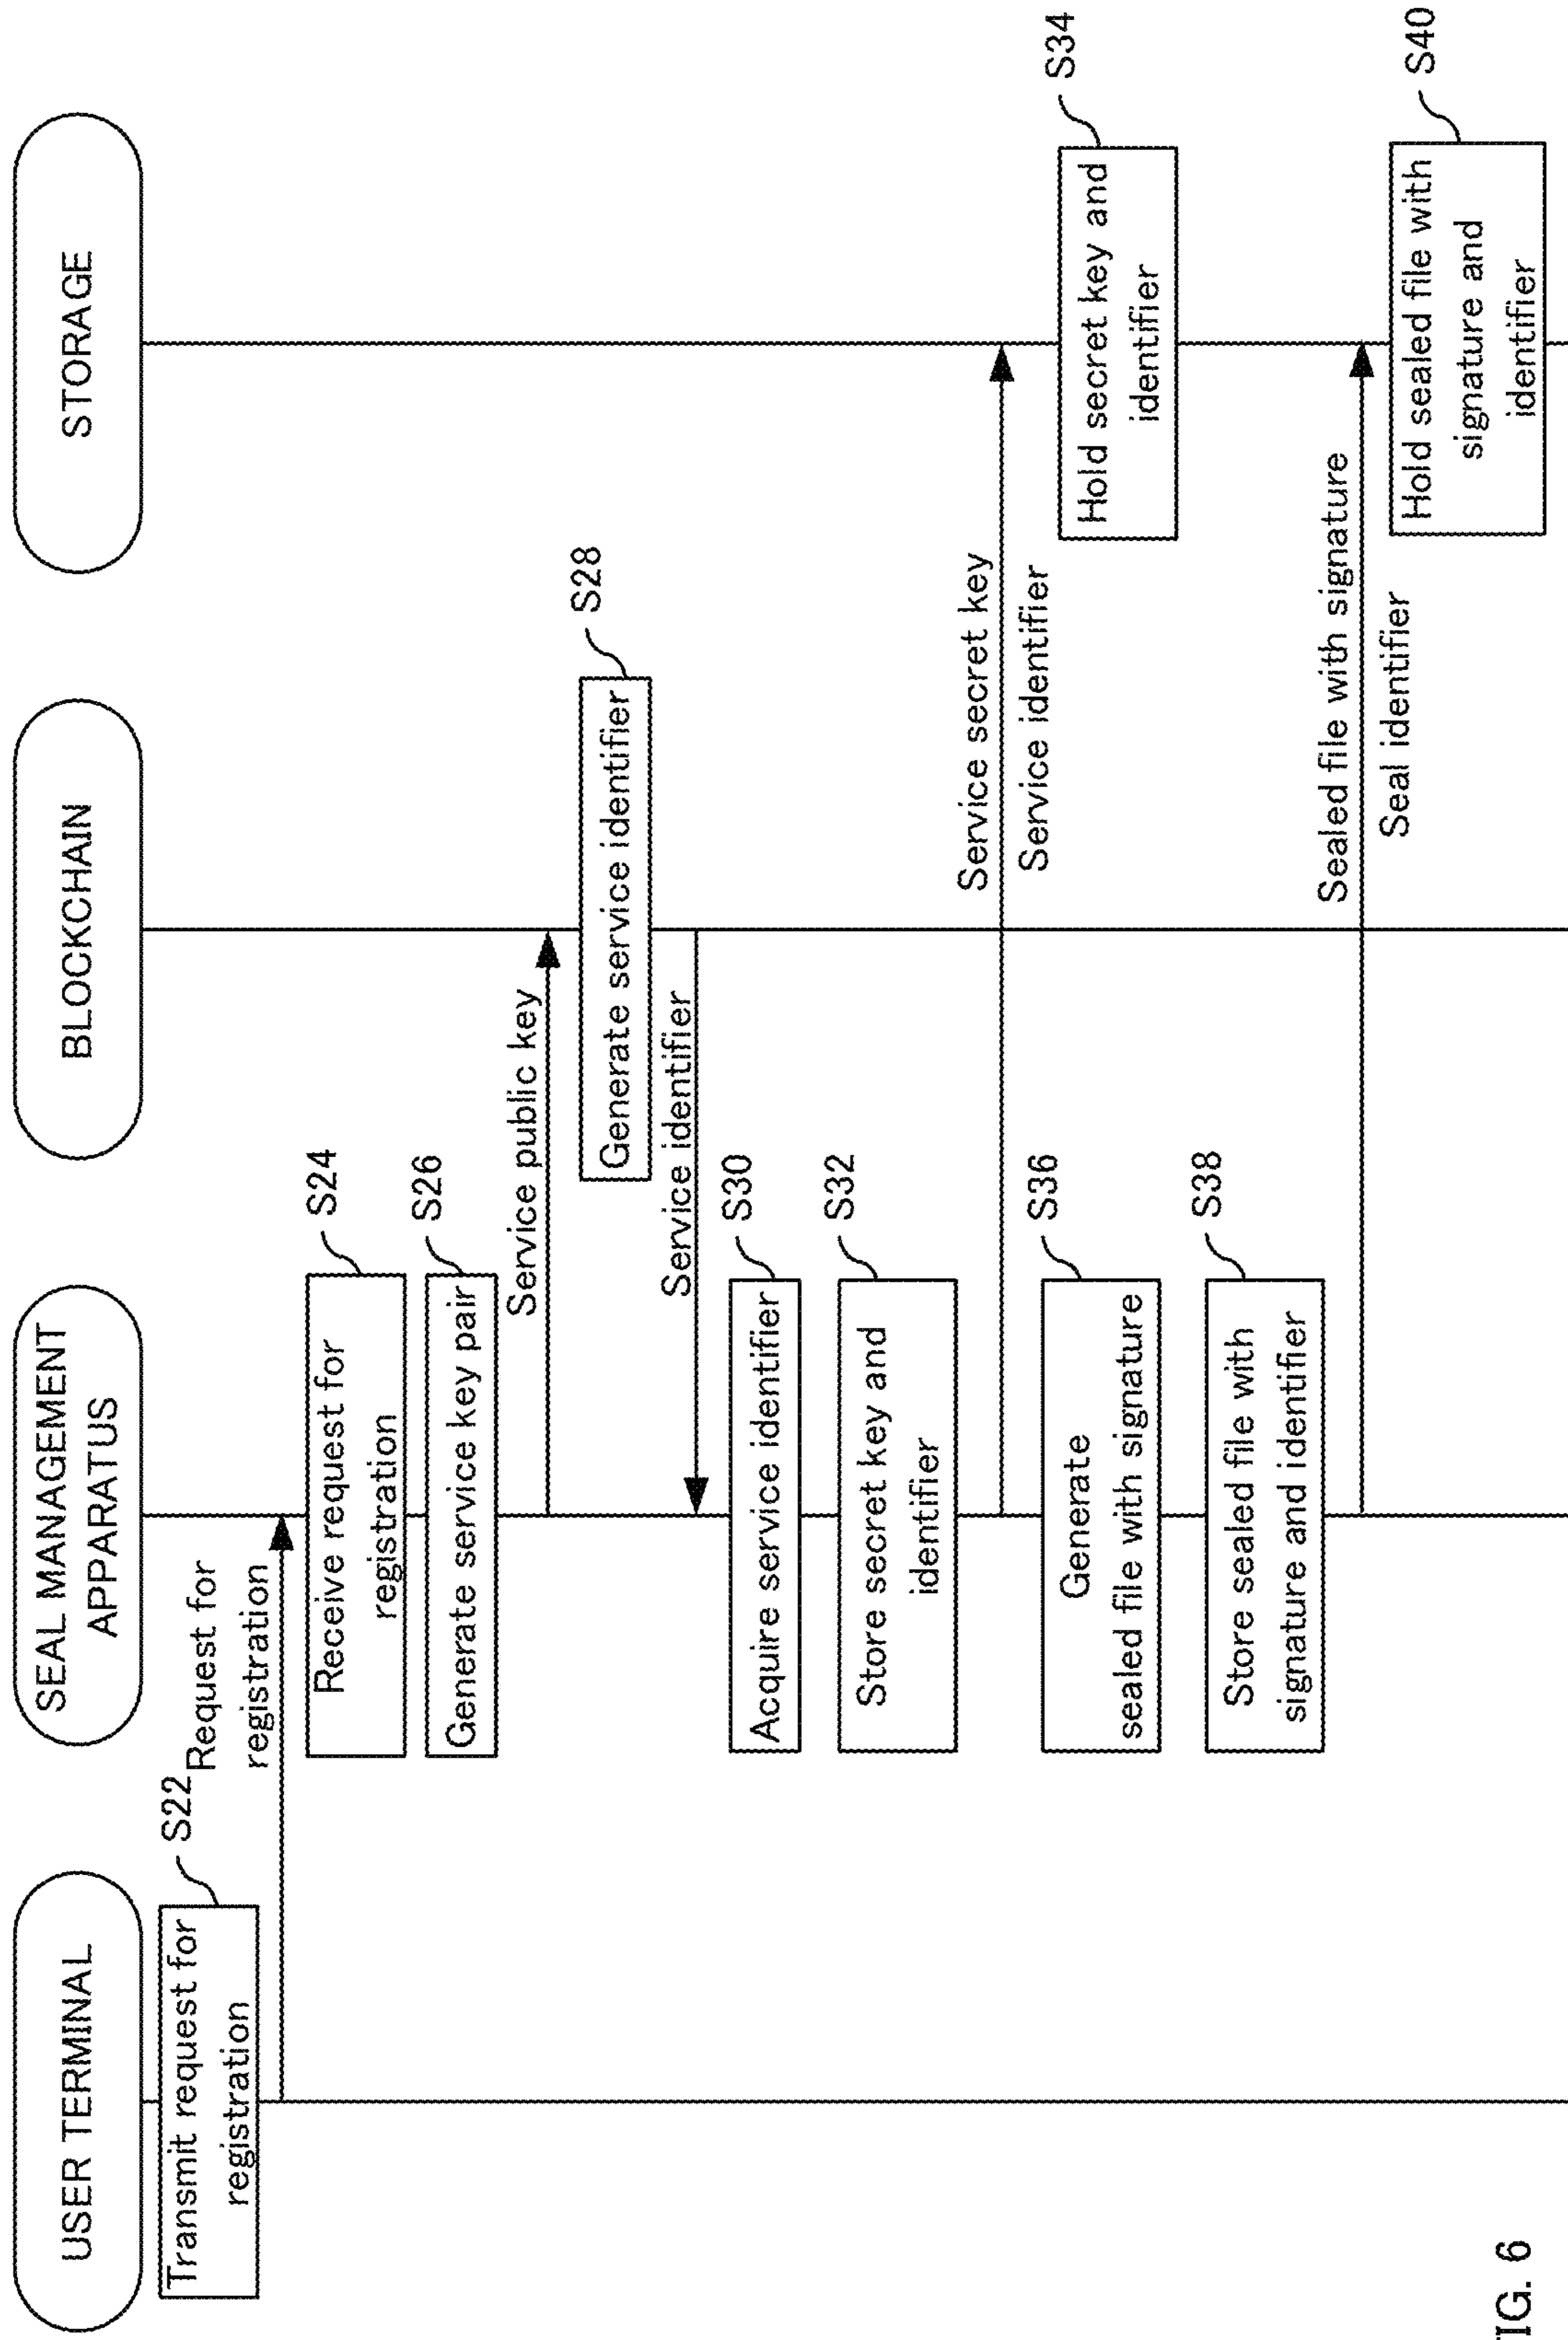 USER TERMINAL
SEAL MANAGEMENT
APPARATUS
BLOCKCHAIN
STORAGE
S22
Transmit request for
registration
Request for
registration
S24
Receive request for
registration
S26
Generate service key pair
Service public key
S28
Generate service identifier
Service identifier
S30
Acquire service identifier
S32
Store secret key and
identifier
Service secret key
Service identifier
S34
Hold secret key and
identifier
S36
Generate
sealed file with signature
S38
Store sealed file with
signature and identifier
Sealed file with signature
Seal identifier
S40
Hold sealed file with
signature and
identifier
IG. 6